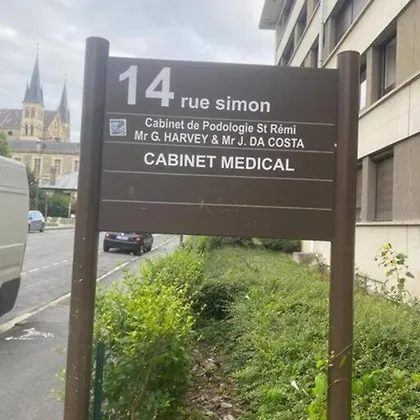 14 rue simon
Cabinet de Podologie St Rémi
Mr G. HARVEY & Mr J. DA COSTA
CABINET MEDICAL